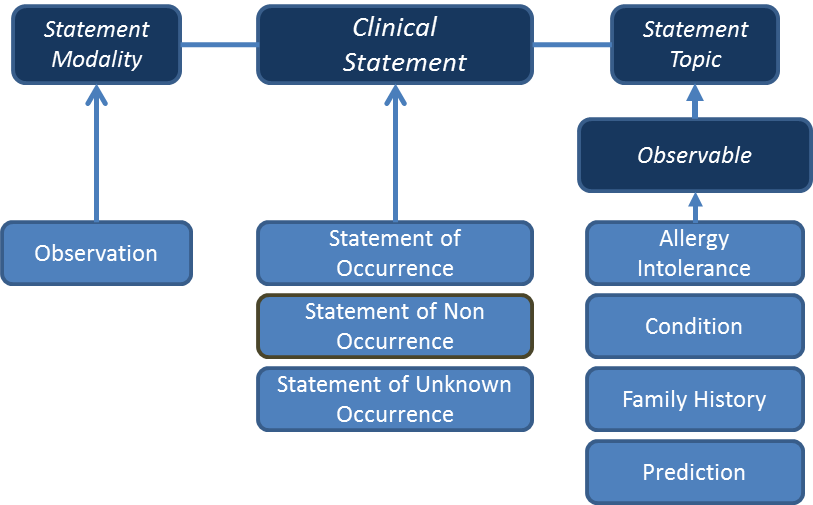 Statement
Modality
Clinical
Statement
Statement
Topic
Observable
Observation
Statement of
Occurrence
Statement of Non
Occurrence
Statement of Unknown
Occurrence
Allergy
Intolerance
Condition
Family History
Prediction